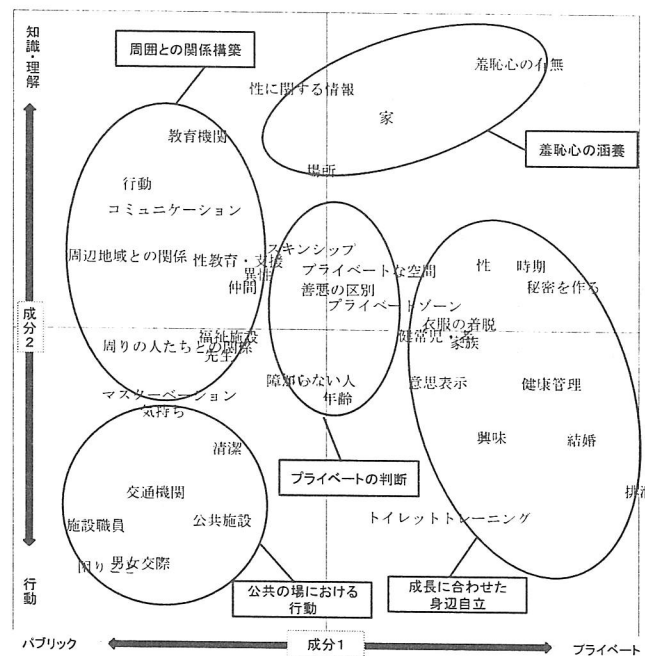 知識・理解
周囲との関係構築
羞恥心の有無
性に関する情報
家
教育機関
羞恥心の涵養
場所
行動
コミュニケーション
スキンシップ
周辺地域との関係
性教育・支援
プライベートな空間
性
時期
異性
仲間
善悪の区別
秘密を作る
プライベートゾーン
成分2
衣服の着脱
福祉施設
周りの人たちとの関係
先生
家族
年齢
意思表示
健康管理
マスターベーション
気持ち
清潔
興味
結婚
プライベートの判断
交通機関
施設職員
公共施設
トイレットトレーニング
男女交際
行動
公共の場における
行動
成長に合わせた
身辺自立
パブリック
成分1
プライベート